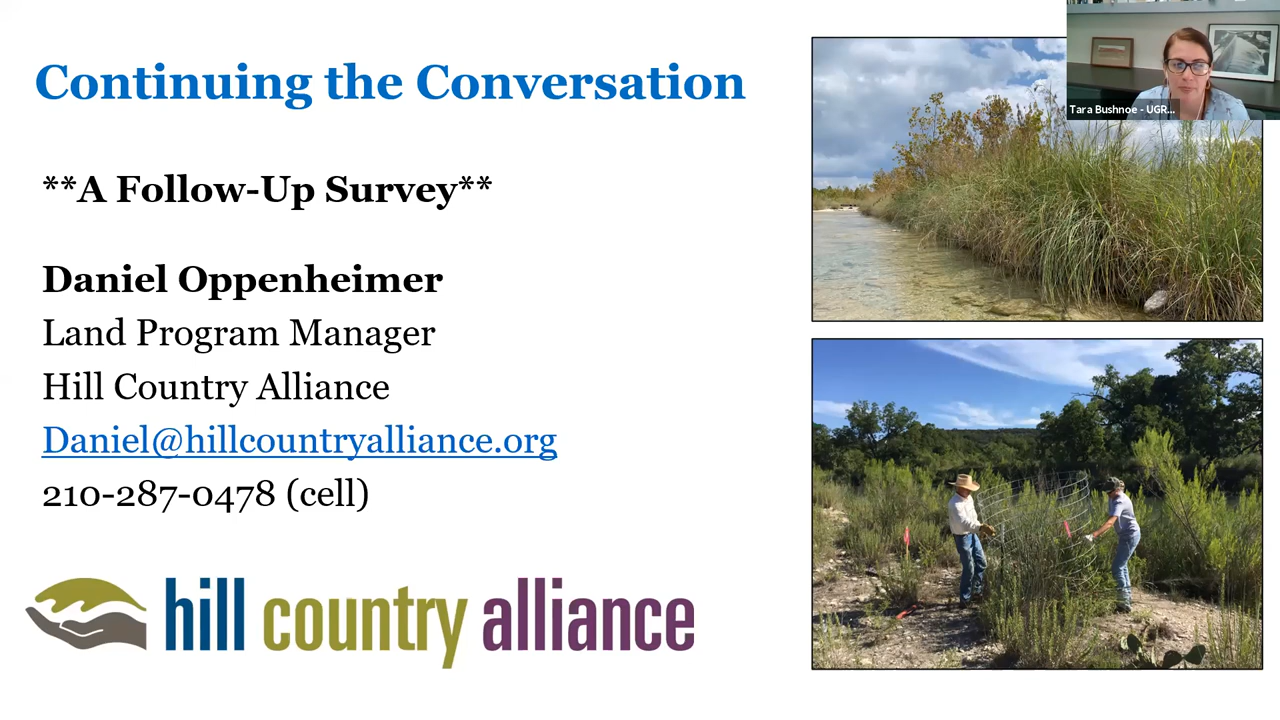 Continuing the Conversation
**A Follow-Up Survey**
Daniel Oppenheimer
Land Program Manager
Hill Country Alliance
Daniel@hillcountryalliance.org
210-287-0478 (cell)
hill country alliance
Tara Bushnoe - UGR...